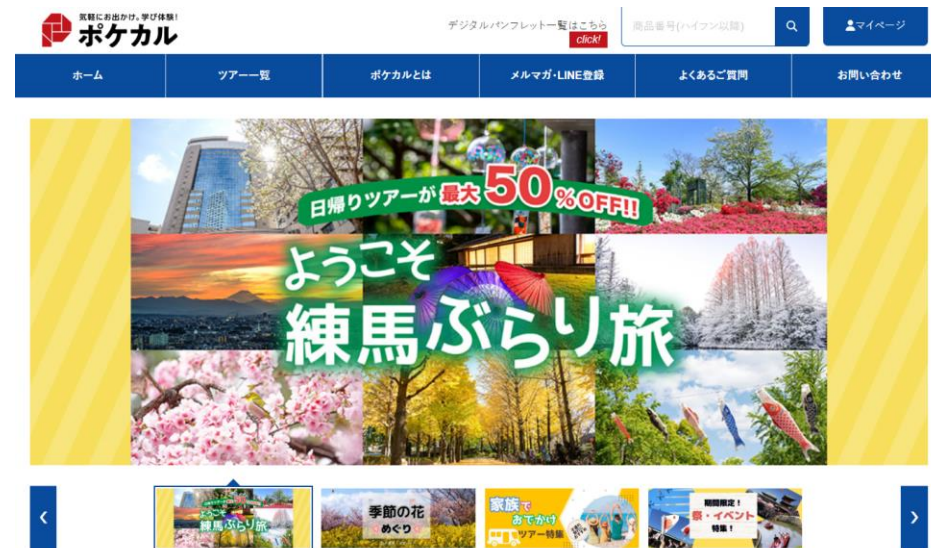 気軽にお出かけ。学び体験!
ポケカル
デジタルパンフレット一覧はこちら
click!
商品番号(ハイフン以降)
マイページ
ホーム
ツアー一覧
ポケカルとは
メルマガ・LINE登録
よくあるご質問
お問い合わせ
日帰りツアーが最大50%OFF!!
ようこそ
練馬ぶらり旅
ようこそ
練馬ぶらり旅
季節の花
めぐり
家族で
おでかけ
ツアー特集
期間限定!
祭・イベント
特集!